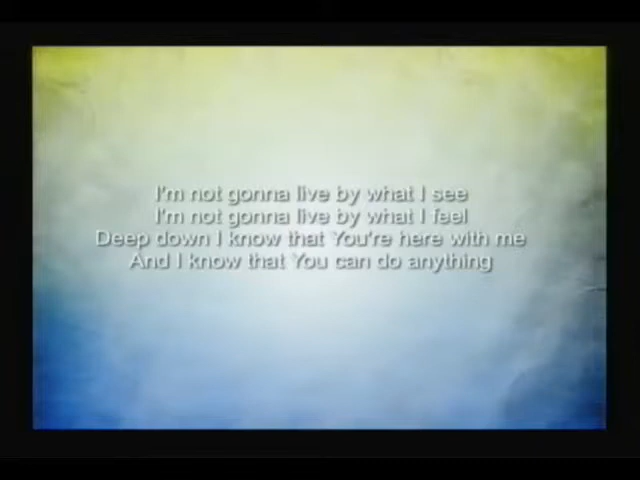 I'm not gonna live by what I see
I'm not gonna live by what I feel
Deep down I know that You're here with me
And I know that You can do anything